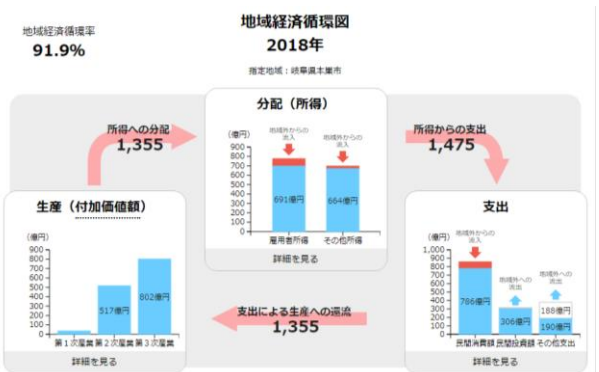 地域経済循環率
91.9%
地域経済循環図
2018年
指定地域：岐阜県本巣市
分配（所得）
（億円）
地域外からの
流入
地域外からの
流入
900
800
700
600
500
400
300
200
100
0
691億円
664億円
雇用者所得
その他所得
詳細を見る
所得への分配
1,355
所得からの支出
1,475
生産（付加価値額）
（億円）
900
800
700
600
500
400
300
200
100
0
517億円
802億円
第１次産業
第２次産業
第３次産業
詳細を見る
支出による生産への還流
1,355
支出
（億円）
地域外からの
流入
地域外への
流出
地域外への
流出
1,000
900
800
700
600
500
400
300
200
100
0
786億円
306億円
188億円
190億円
民間消費額
民間投資額
その他支出
詳細を見る